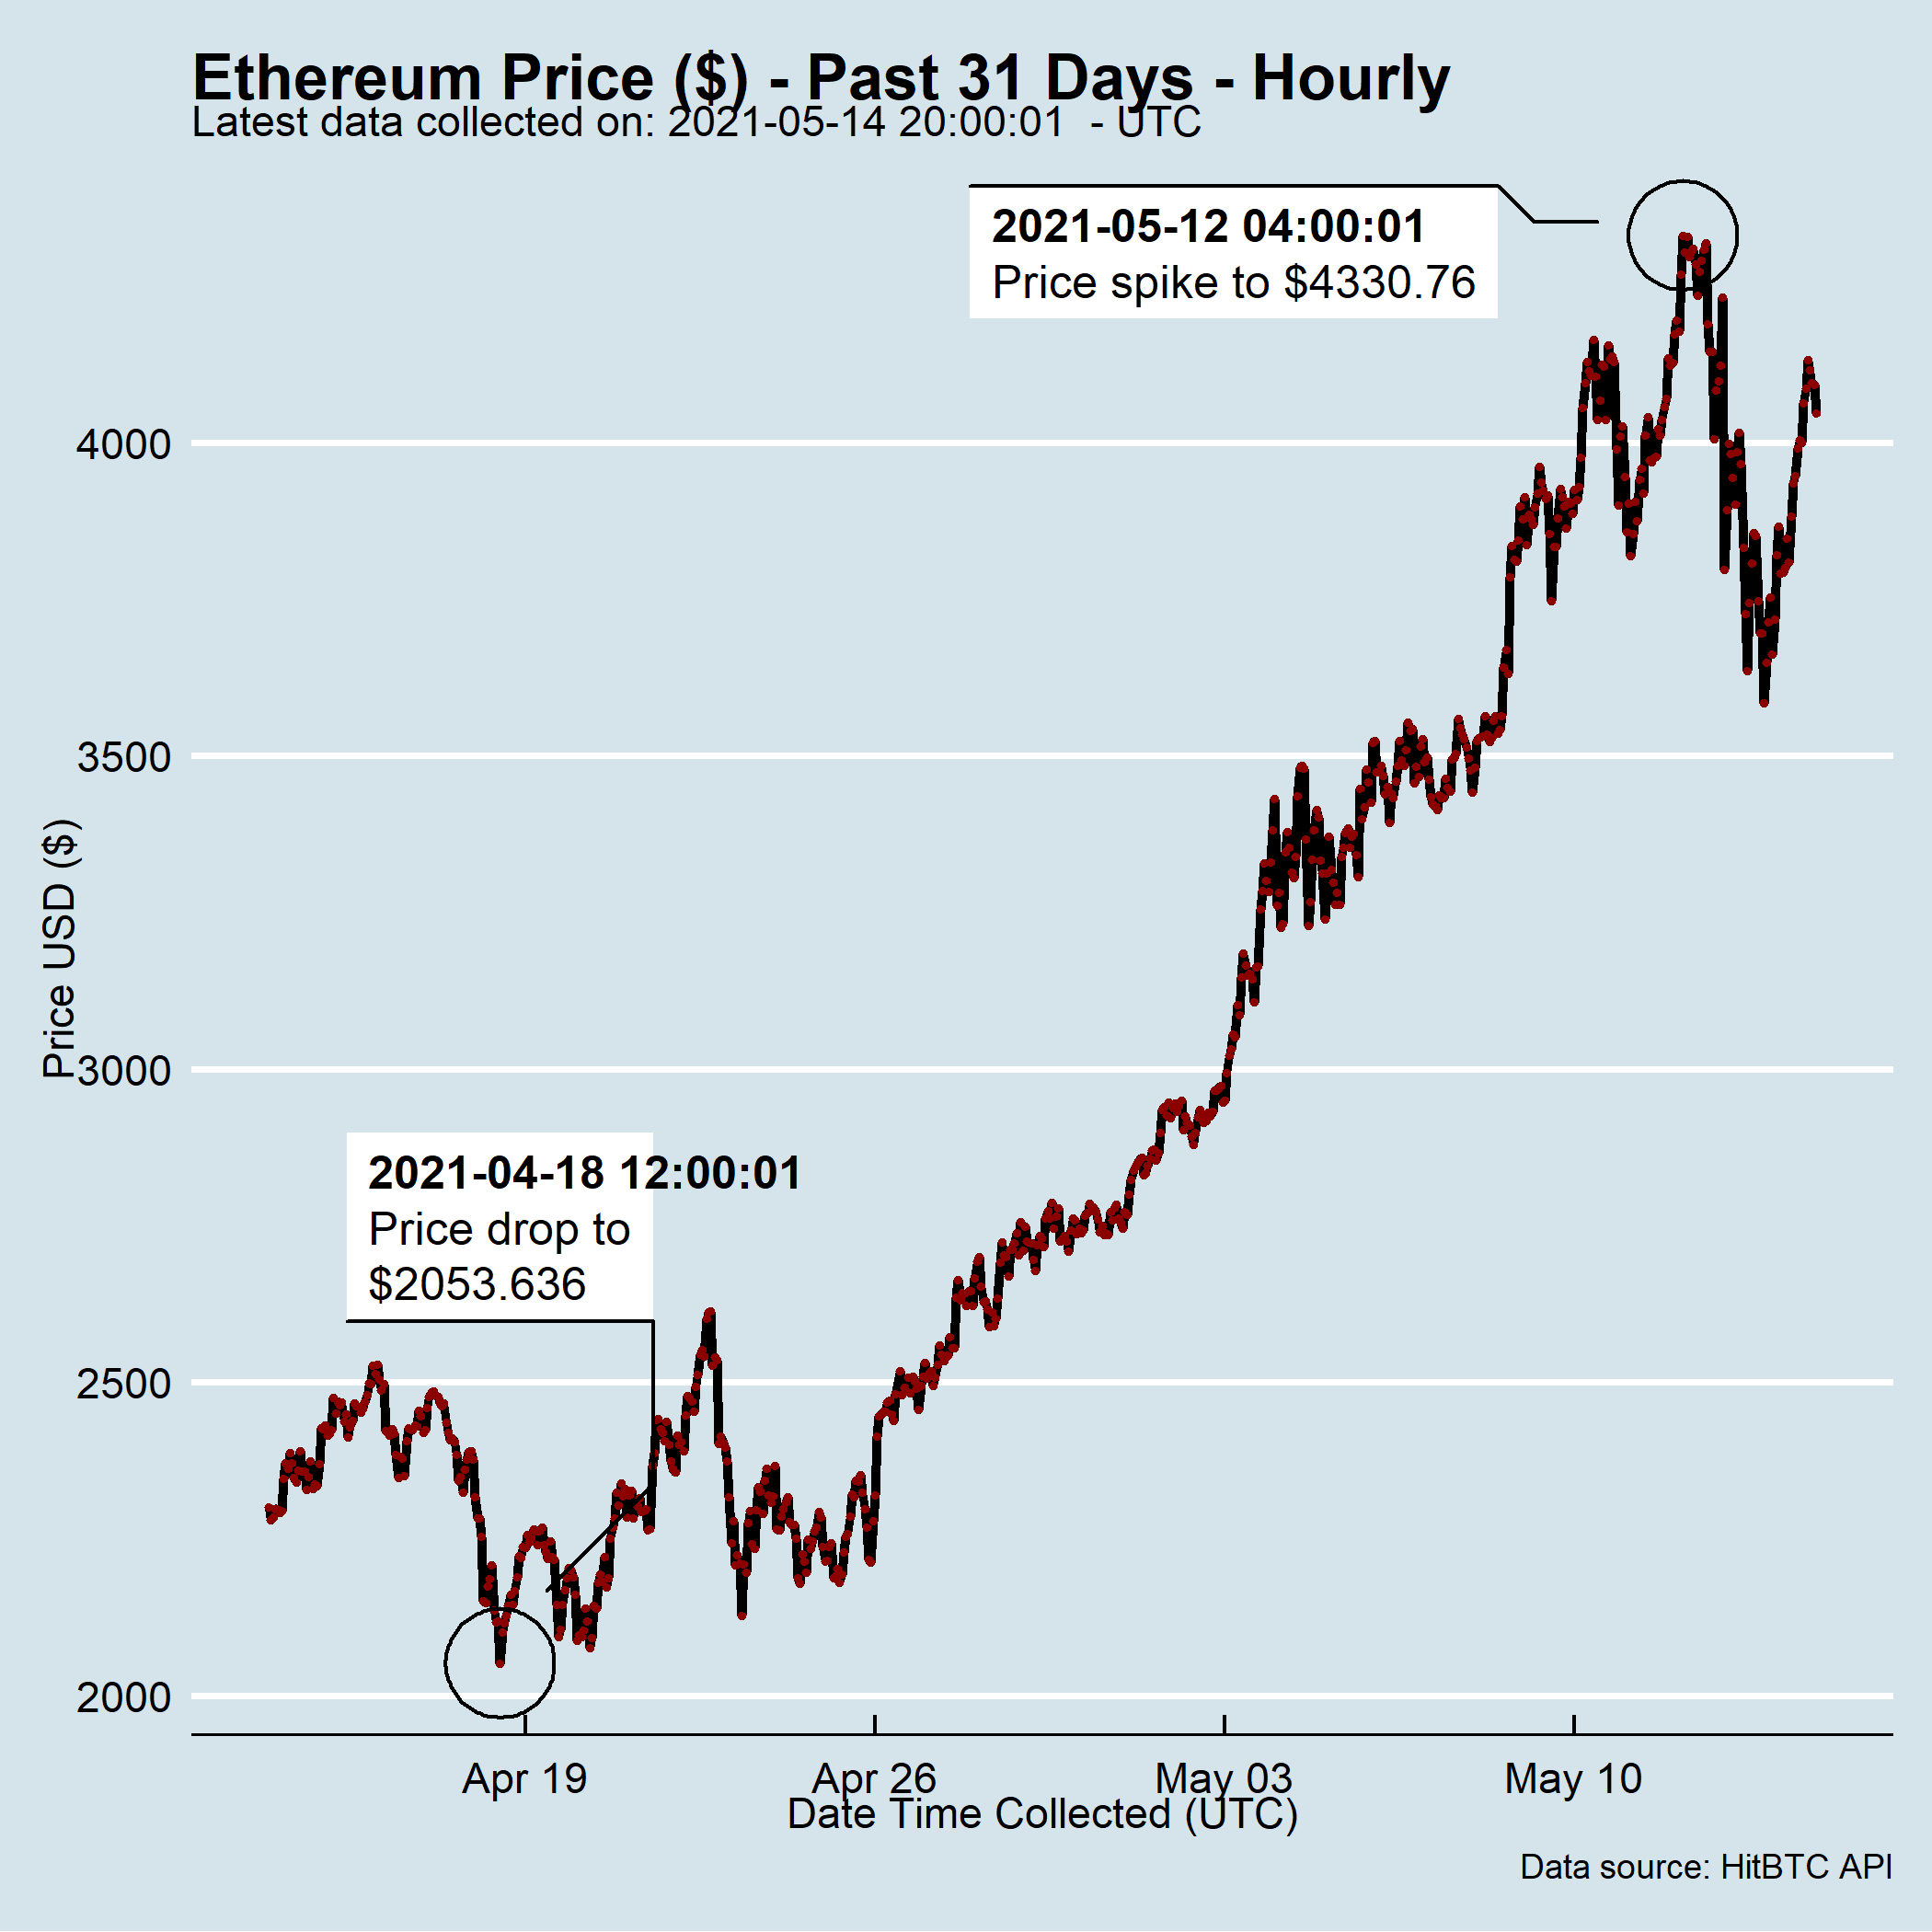 Ethereum Price ($) - Past 31 Days - Hourly
Latest data collected on: 2021-05-14 20:00:01  - UTC
2021-05-12 04:00:01
Price spike to $4330.76
4000
3500
3000
2500
2000
Price USD ($)
2021-04-18 12:00:01
Price drop to
$2053.636
Apr 19
Apr 26
May 03
May 10
Date Time Collected (UTC)
Data source: HitBTC API